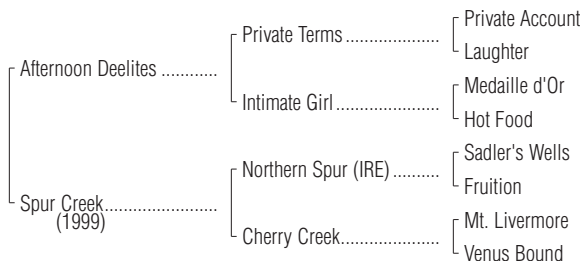 Private Account
Private Terms ....................
Laughter
Afternoon Deelites ............
Medaille d'Or
Intimate Girl ......................
Hot Food
Sadler's Wells
Northern Spur (IRE) ..........
Fruition
Spur Creek.........................
(1999)
Mt. Livermore
Cherry Creek.....................
Venus Bound